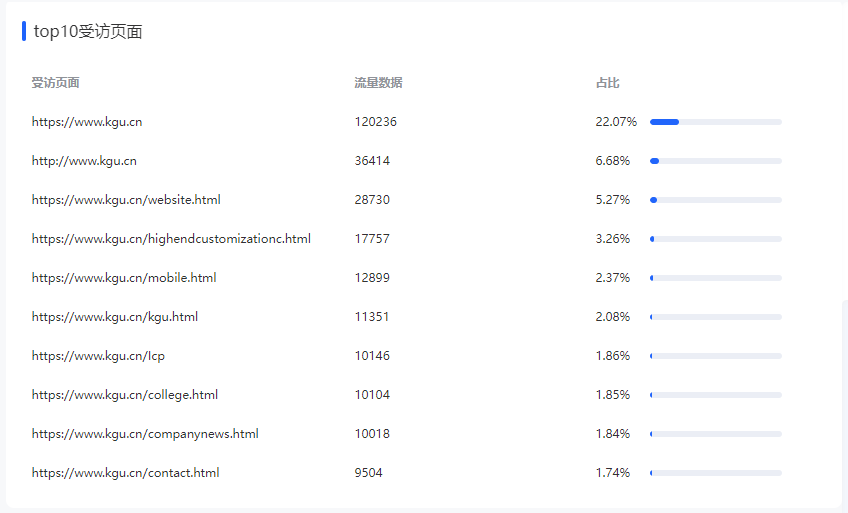 top10受访页面
受访页面 流量数据 占比
https://www.kgu.cn 120236 22.07%
http://www.kgu.cn 36414 6.68%
https://www.kgu.cn/website.html 28730 5.27%
https://www.kgu.cn/highendcustomizationc.html 17757 3.26%
https://www.kgu.cn/mobile.html 12899 2.37%
https://www.kgu.cn/kgu.html 11351 2.08%
https://www.kgu.cn/Icp 10146 1.86%
https://www.kgu.cn/college.html 10104 1.85%
https://www.kgu.cn/companynews.html 10018 1.84%
https://www.kgu.cn/contact.html 9504 1.74%